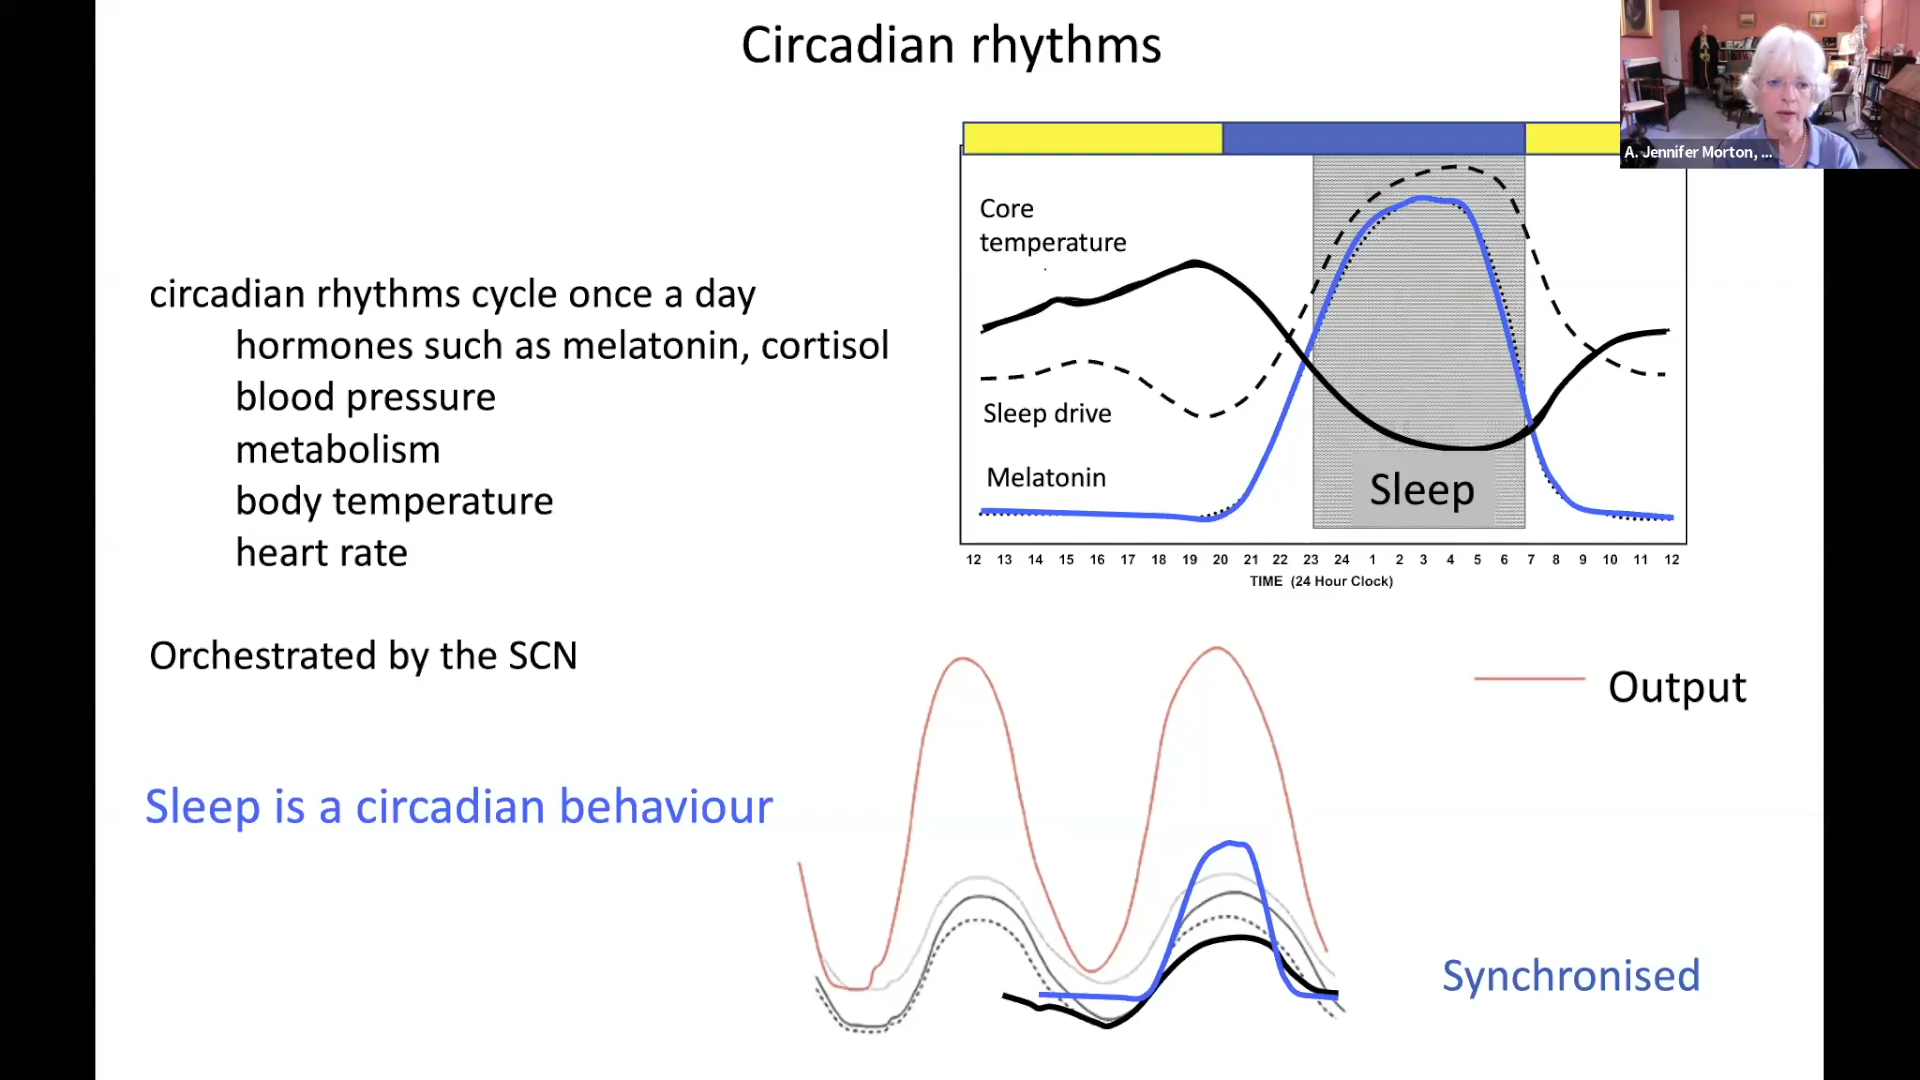 Circadian rhythms
A. Jennifer Morton, ...
circadian rhythms cycle once a day
hormones such as melatonin, cortisol
blood pressure
metabolism
body temperature
heart rate
Orchestrated by the SCN
Sleep is a circadian behaviour
Core
temperature
Sleep drive
Melatonin
Sleep
12 13 14 15 16 17 18 19 20 21 22 23 24 1 2 3 4 5 6 7 8 9 10 11 12
TIME (24 Hour Clock)
Output
Synchronised